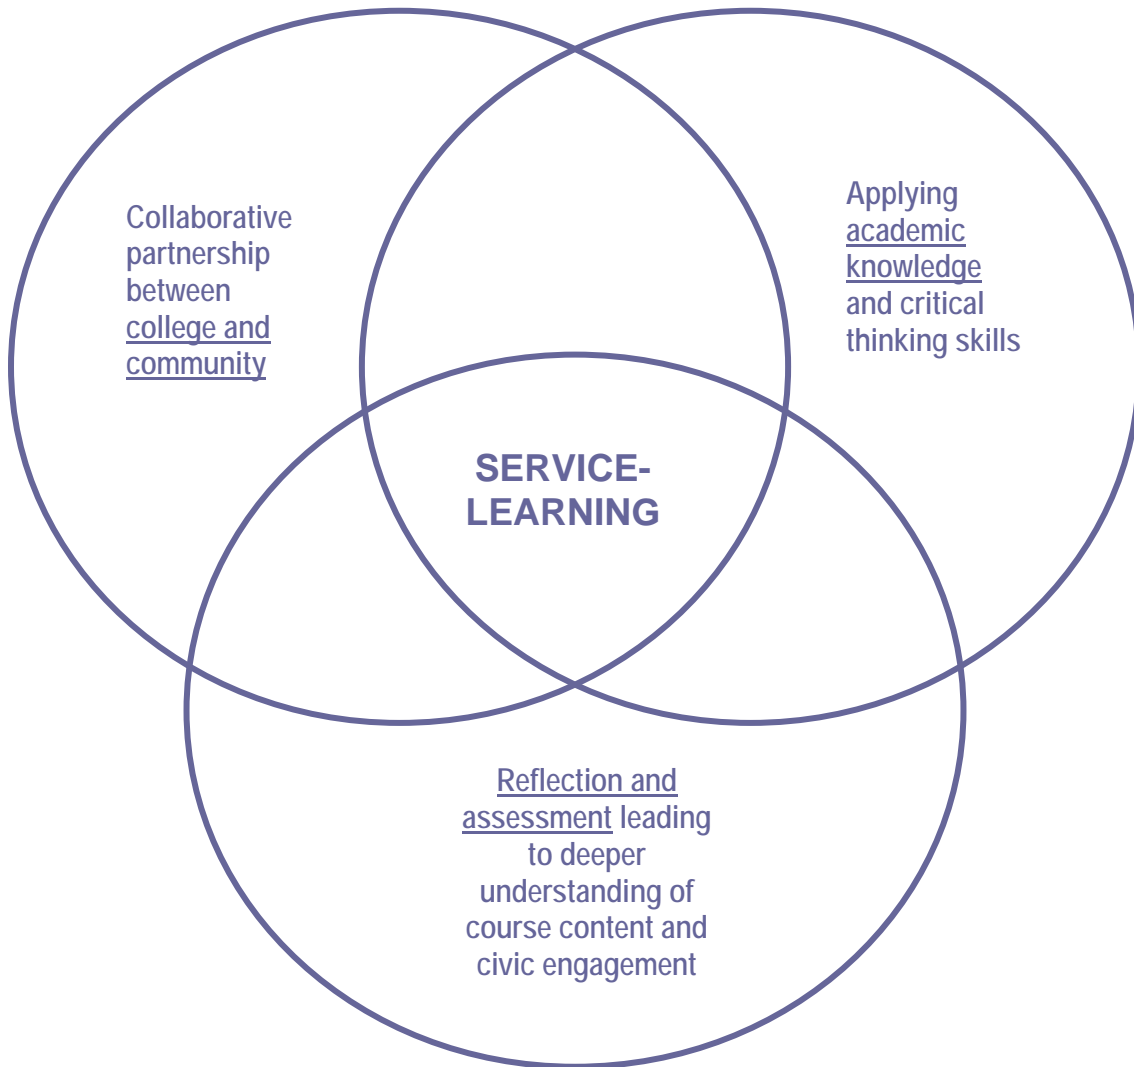 Collaborative
partnership
between
college and
community
Applying
academic
knowledge
and critical
thinking skills
SERVICE-
LEARNING
Reflection and
assessment leading
to deeper
understanding of
course content and
civic engagement